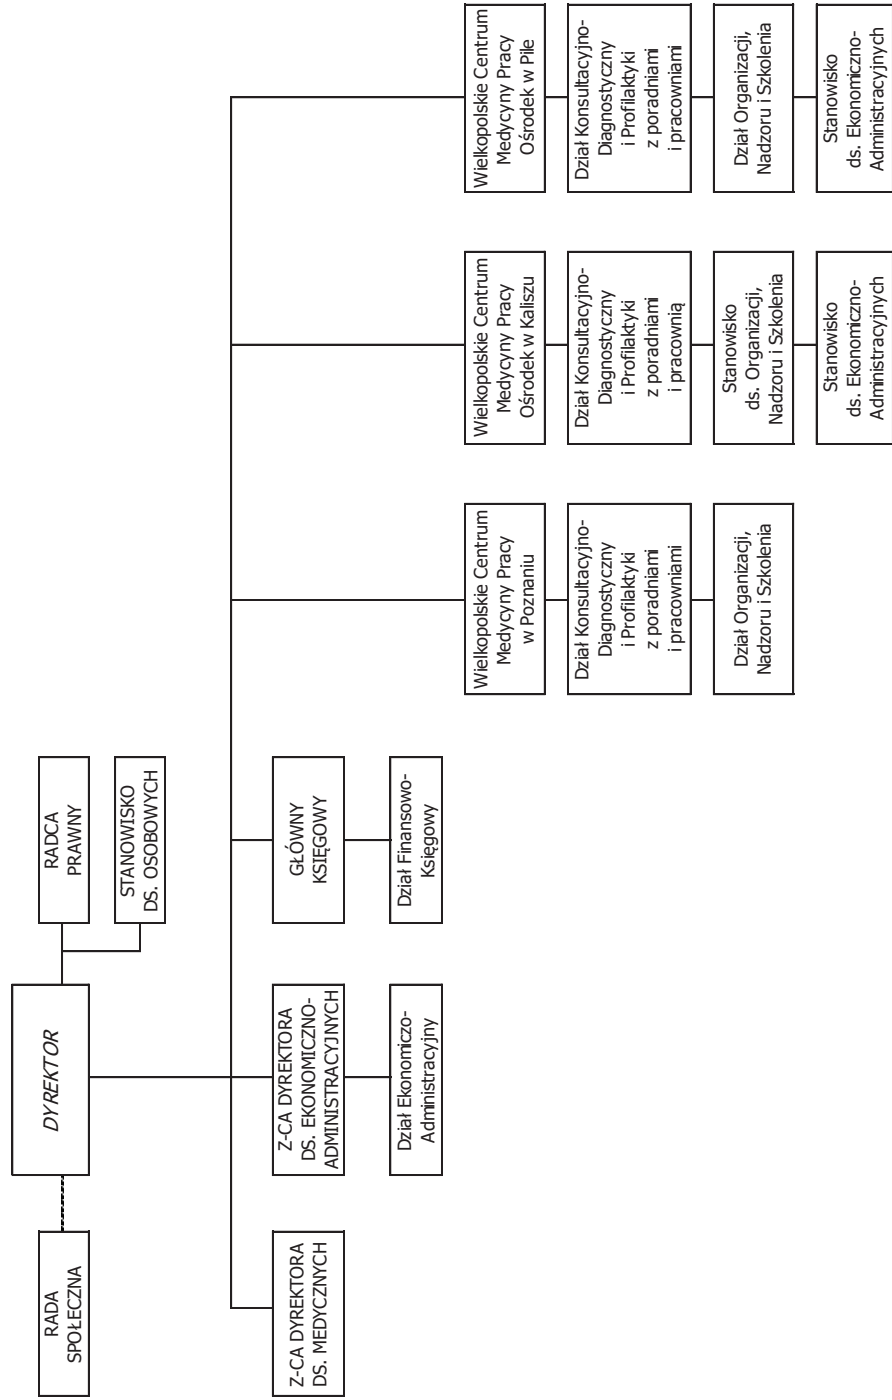 RADA
SPOŁECZNA
DYREKTOR
RADCA
PRAWNY
STANOWISKO
DS. OSOBOWYCH
Z-CA DYREKTORA
DS. MEDYCZNYCH
Z-CA DYREKTORA
DS. EKONOMICZNO-
ADMINISTRACYJNYCH
Dział Ekonomiczo-
Administracyjny
GŁÓWNY
KSIĘGOWY
Dział Finansowo-
Księgowy
Wielkopolskie Centrum
Medycyny Pracy
w Poznaniu
Dział Konsultacyjno-
Diagnostyczny
i Profilaktyki
z poradniami
i pracowniami
Dział Organizacji,
Nadzoru i Szkolenia
Wielkopolskie Centrum
Medycyny Pracy
Ośrodek w Kaliszu
Dział Konsultacyjno-
Diagnostyczny
i Profilaktyki
z poradniami
i pracownią
Stanowisko
ds. Organizacji,
Nadzoru i Szkolenia
Stanowisko
ds. Ekonomiczno-
Administracyjnych
Wielkopolskie Centrum
Medycyny Pracy
Ośrodek w Pile
Dział Konsultacyjno-
Diagnostyczny
i Profilaktyki
z poradniami
i pracowniami
Dział Organizacji,
Nadzoru i Szkolenia
Stanowisko
ds. Ekonomiczno-
Administracyjnych